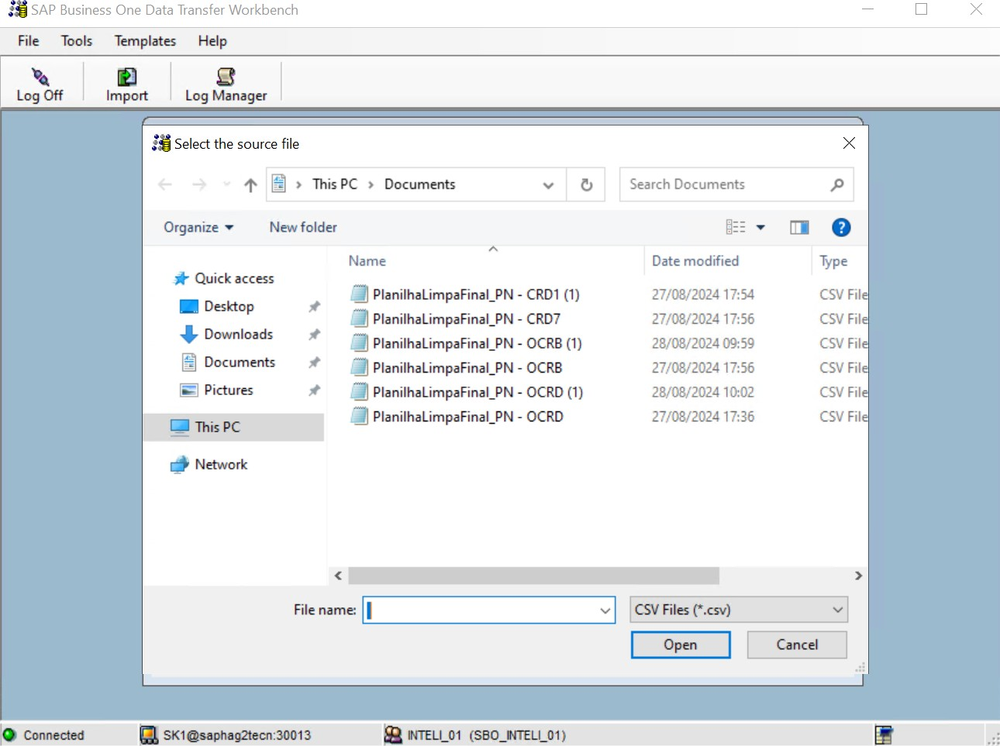 SAP Business One Data Transfer Workbench
File Tools Templates Help
Log Off Import Log Manager
Select the source file
This PC > Documents Search Documents
Organize New folder ?
Name Date modified Type
Quick access
Desktop
Downloads
Documents
Pictures
This PC
Network
PlanilhaLimpaFinal_PN - CRD1 (1) 27/08/2024 17:54 CSV File
PlanilhaLimpaFinal_PN - CRD7 27/08/2024 17:56 CSV File
PlanilhaLimpaFinal_PN - OCRB (1) 28/08/2024 09:59 CSV File
PlanilhaLimpaFinal_PN - OCRB 27/08/2024 17:56 CSV File
PlanilhaLimpaFinal_PN - OCRD (1) 28/08/2024 10:02 CSV File
PlanilhaLimpaFinal_PN - OCRD 27/08/2024 17:36 CSV File
File name: CSV Files (*.csv)
Open Cancel
Connected SK1@saphag2tecn:30013 INTELI_01 (SBO_INTELI_01)